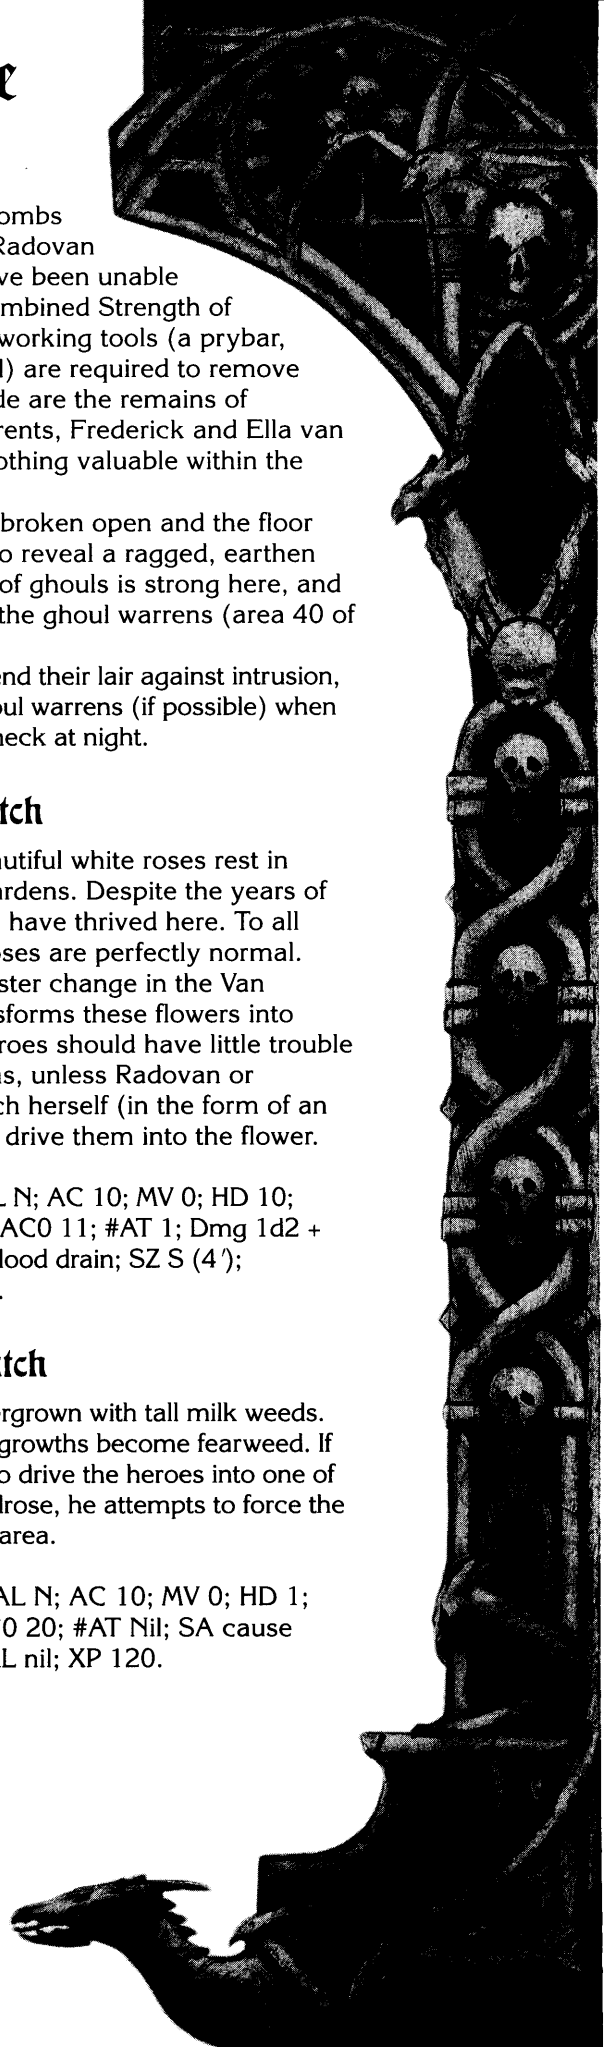 e
ombs
Radovan
ve been unable
mbined Strength of
working tools (a prybar,
l) are required to remove
de are the remains of
rents, Frederick and Ella van
othing valuable within the
broken open and the floor
o reveal a ragged, earthen
of ghouls is strong here, and
the ghoul warrens (area 40 of
end their lair against intrusion,
oul warrens (if possible) when
heck at night.
tch
autiful white roses rest in
ardens. Despite the years of
have thrived here. To all
oses are perfectly normal.
ster change in the Van
sforms these flowers into
roes should have little trouble
as, unless Radovan or
ch herself (in the form of an
drive them into the flower.
L N; AC 10; MV 0; HD 10;
AC0 11; #AT 1; Dmg 1d2 +
lood drain; SZ S (4');
.
atch
ergrown with tall milk weeds.
growths become fearweed. If
o drive the heroes into one of
drose, he attempts to force the
area.
AL N; AC 10; MV 0; HD 1;
C0 20; #AT Nil; SA cause
AL nil; XP 120.